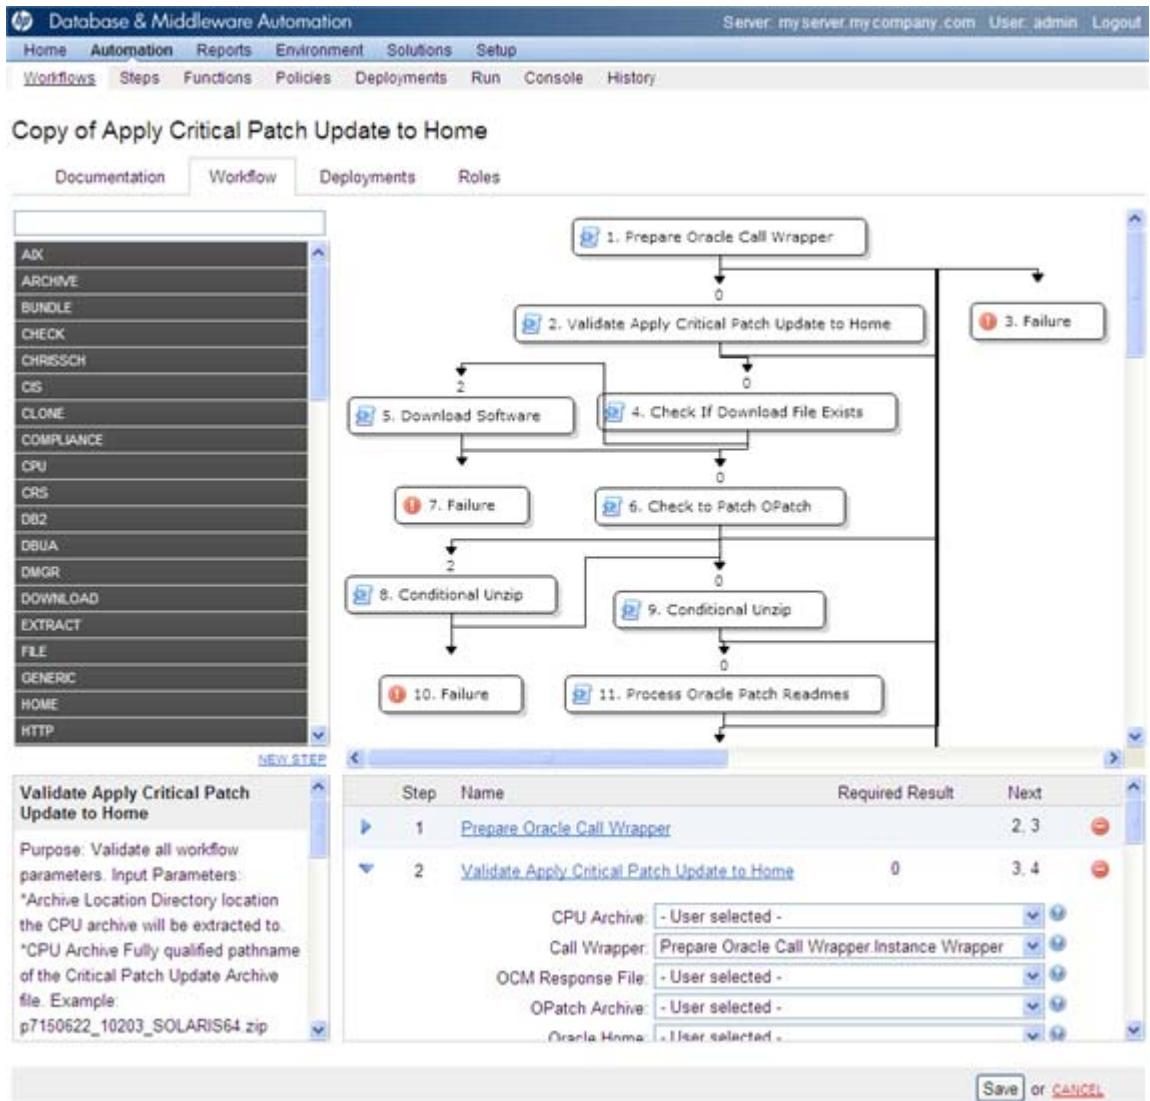 hp Database & Middleware Automation Server: myserver.mycompany.com User: admin Logout
Home Automation Reports Environment Solutions Setup
Workflows Steps Functions Policies Deployments Run Console History
Copy of Apply Critical Patch Update to Home
Documentation Workflow Deployments Roles
AIX
ARCHIVE
BUNDLE
CHECK
CHRISSCH
CIS
CLONE
COMPLIANCE
CPU
CRS
DB2
DBUA
DMGR
DOWNLOAD
EXTRACT
FILE
GENERIC
HOME
HTTP
NEW STEP
1. Prepare Oracle Call Wrapper
0
2. Validate Apply Critical Patch Update to Home
3. Failure
2
0
5. Download Software
4. Check If Download File Exists
0
7. Failure
6. Check to Patch OPatch
2
0
8. Conditional Unzip
9. Conditional Unzip
0
10. Failure
11. Process Oracle Patch Readmes
Validate Apply Critical Patch
Update to Home
Purpose: Validate all workflow
parameters. Input Parameters:
*Archive Location Directory location
the CPU archive will be extracted to.
*CPU Archive Fully qualified pathname
of the Critical Patch Update Archive
file. Example:
p7150622_10203_SOLARIS64.zip
Step Name Required Result Next
1 Prepare Oracle Call Wrapper 2, 3
2 Validate Apply Critical Patch Update to Home 0 3, 4
CPU Archive: - User selected -
Call Wrapper: Prepare Oracle Call Wrapper.Instance Wrapper
OCM Response File: - User selected -
OPatch Archive: - User selected -
Oracle Home: - User selected -
Save or CANCEL